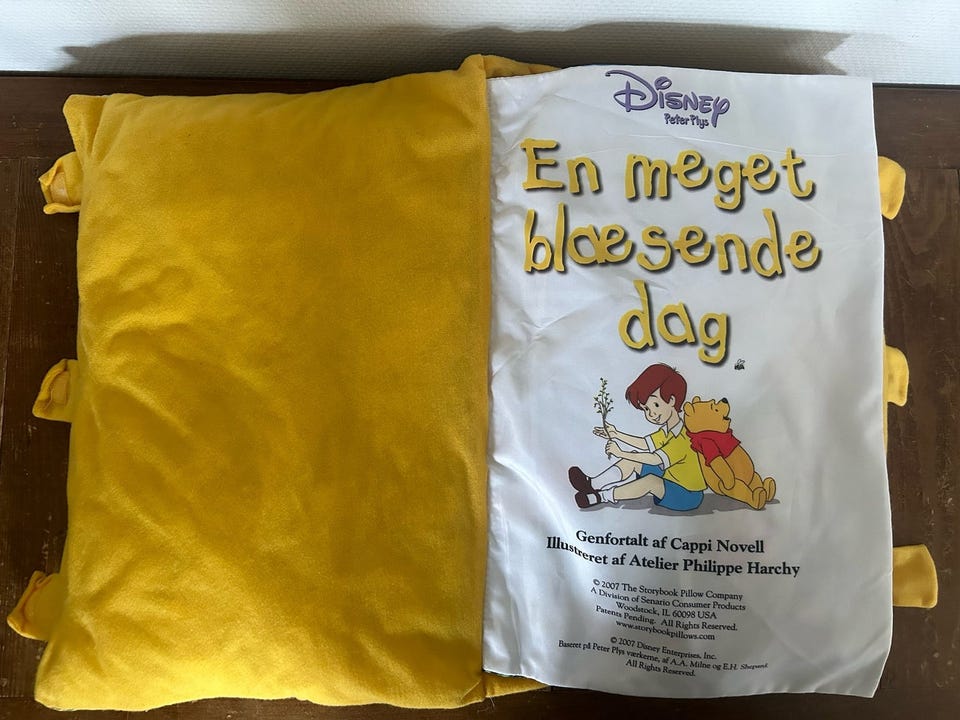 Disney
Peter Plys
En meget
blæsende
dag
Genfortalt af Cappi Novell
Illustreret af Atelier Philippe Harchy
© 2007 The Storybook Pillow Company
A Division of Senario Consumer Products
Woodstock, IL 60098 USA
Patents Pending. All Rights Reserved.
www.storybookpillows.com
© 2007 Disney Enterprises, Inc.
Baseret på Peter Plys værkerne, af A.A. Milne og E.H. Shepard.
All Rights Reserved.